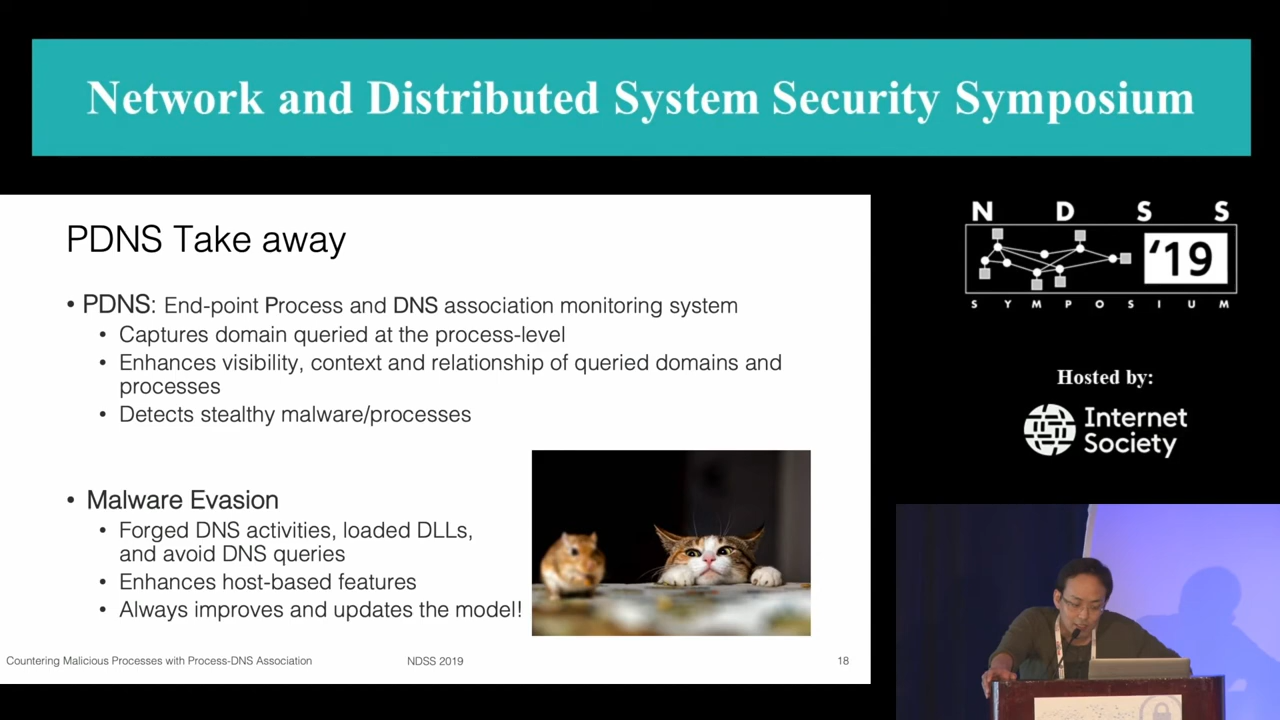 Network and Distributed System Security Symposium
PDNS Take away
• PDNS: End-point Process and DNS association monitoring system
• Captures domain queried at the process-level
• Enhances visibility, context and relationship of queried domains and
processes
• Detects stealthy malware/processes
• Malware Evasion
• Forged DNS activities, loaded DLLs,
and avoid DNS queries
• Enhances host-based features
• Always improves and updates the model!
Countering Malicious Processes with Process-DNS Association
NDSS 2019
18
N D S S
‘19
S Y M P O S I U M
Hosted by:
Internet
Society